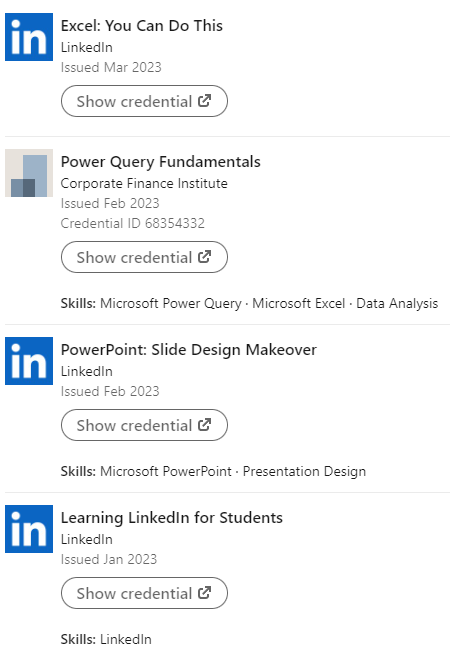 in
Excel: You Can Do This
LinkedIn
Issued Mar 2023
Show credential
Power Query Fundamentals
Corporate Finance Institute
Issued Feb 2023
Credential ID 68354332
Show credential
Skills: Microsoft Power Query · Microsoft Excel · Data Analysis
in
PowerPoint: Slide Design Makeover
LinkedIn
Issued Feb 2023
Show credential
Skills: Microsoft PowerPoint · Presentation Design
in
Learning LinkedIn for Students
LinkedIn
Issued Jan 2023
Show credential
Skills: LinkedIn